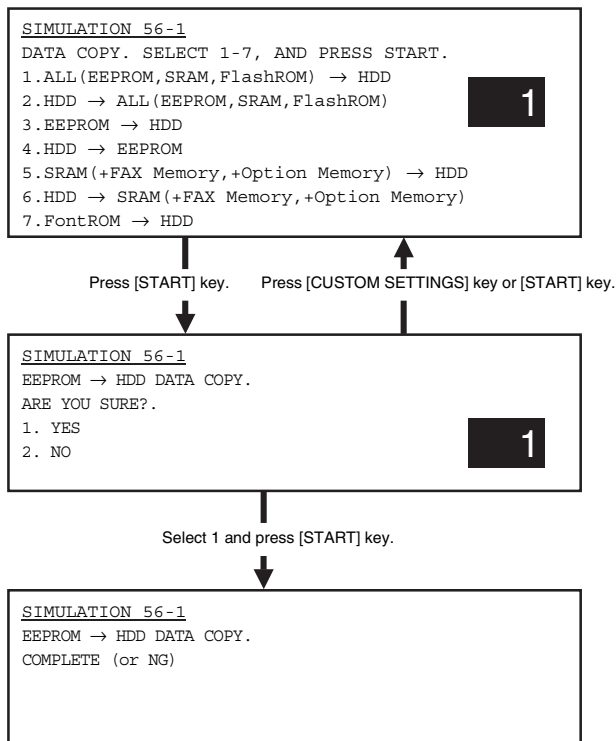 SIMULATION 56-1
DATA COPY. SELECT 1-7, AND PRESS START.
1.ALL(EEPROM,SRAM,FlashROM) → HDD
2.HDD → ALL(EEPROM,SRAM,FlashROM)
1
3.EEPROM → HDD
4.HDD → EEPROM
5.SRAM(+FAX Memory,+Option Memory) → HDD
6.HDD → SRAM(+FAX Memory,+Option Memory)
7.FontROM → HDD
Press [START] key.
Press [CUSTOM SETTINGS] key or [START] key.
SIMULATION 56-1
EEPROM → HDD DATA COPY.
ARE YOU SURE?.
1. YES
2. NO
1
Select 1 and press [START] key.
SIMULATION 56-1
EEPROM → HDD DATA COPY.
COMPLETE (or NG)